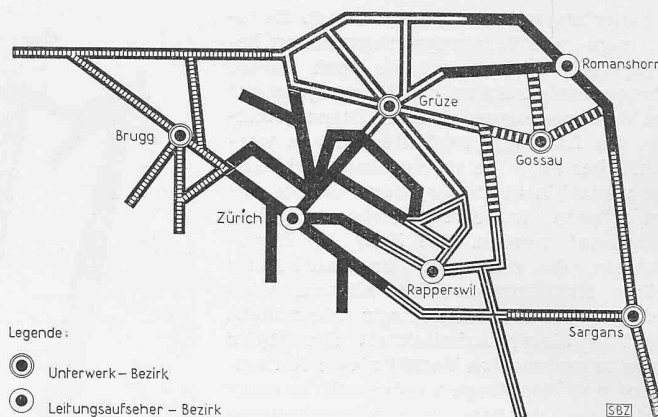 Romanshorn
Grüze
Brugg
Gossau
Zürich
Rapperswil
Sargans
Legende:
Unterwerk – Bezirk
Leitungsaufseher – Bezirk
SBZ